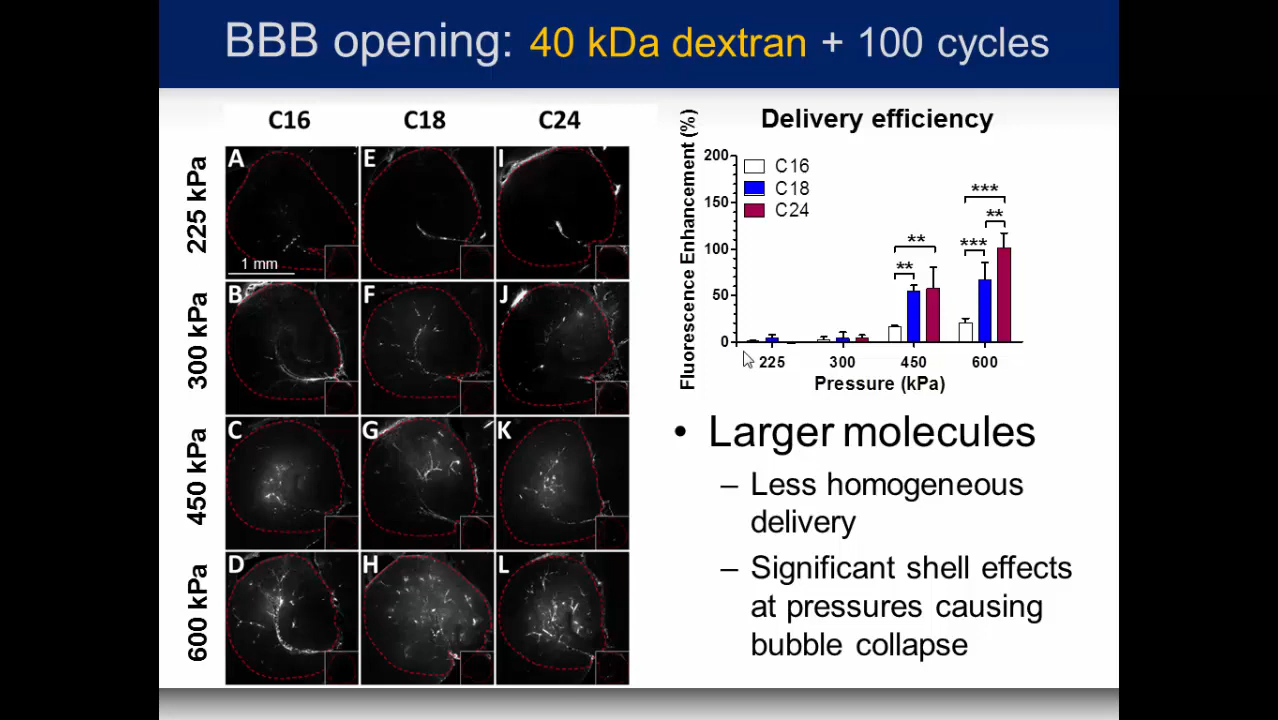 BBB opening: 40 kDa dextran + 100 cycles
C16 C18 C24
225 kPa
A E I
1 mm
300 kPa
B F J
450 kPa
C G K
600 kPa
D H L
Delivery efficiency
Fluorescence Enhancement (%)
200
150
100
50
0
C16
C18
C24
** **
*** *** **
225 300 450 600
Pressure (kPa)
• Larger molecules
– Less homogeneous
delivery
– Significant shell effects
at pressures causing
bubble collapse